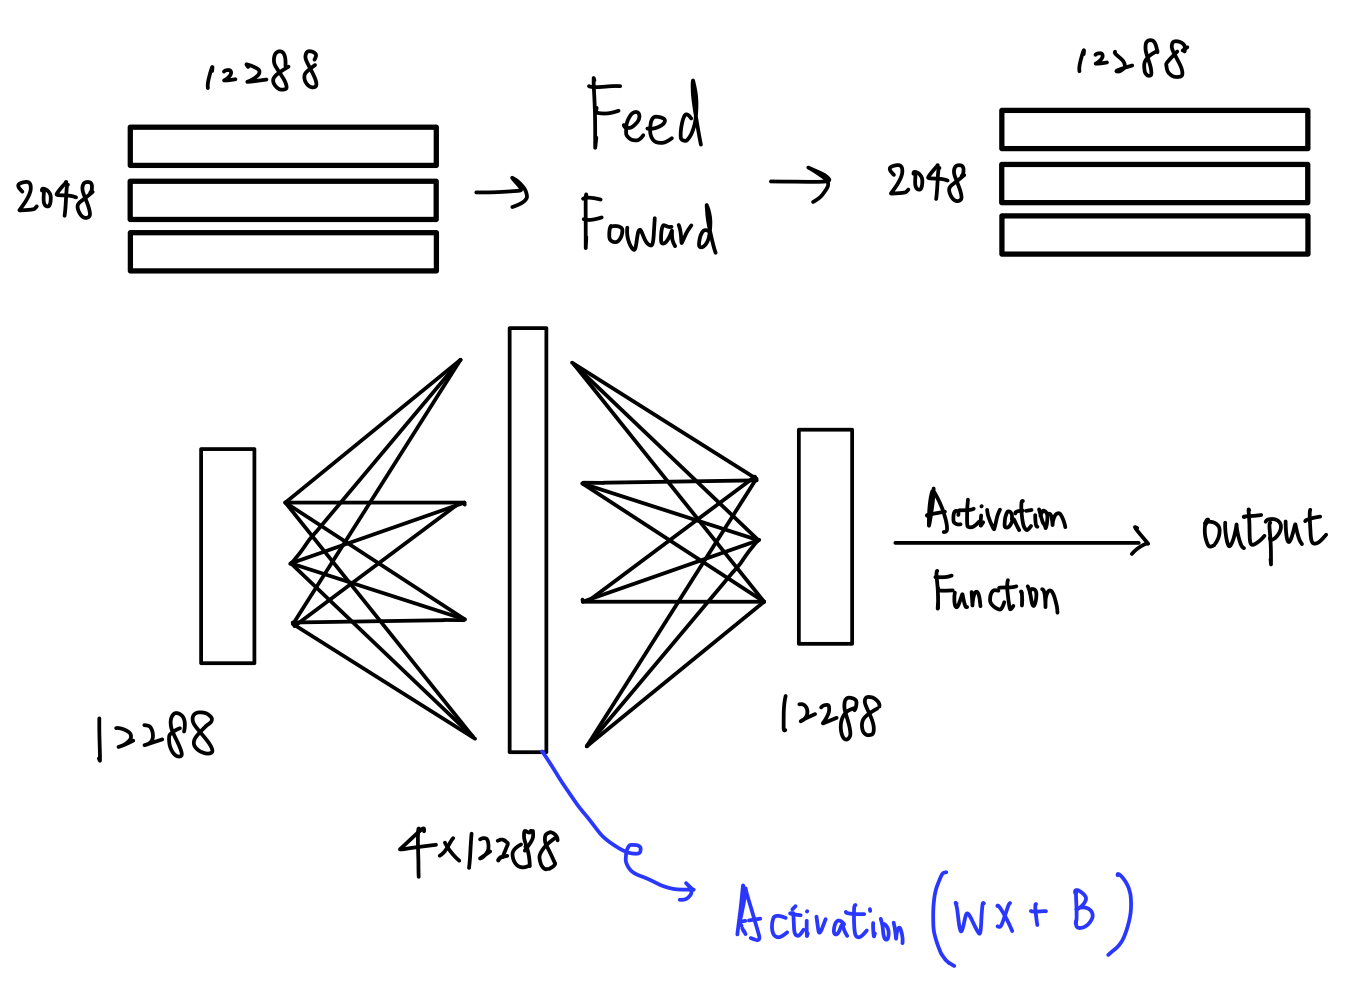 12288
2048
Feed
Foward
12288
2048
12288
4x12288
12288
Activation
Function
output
Activation (WX + B)